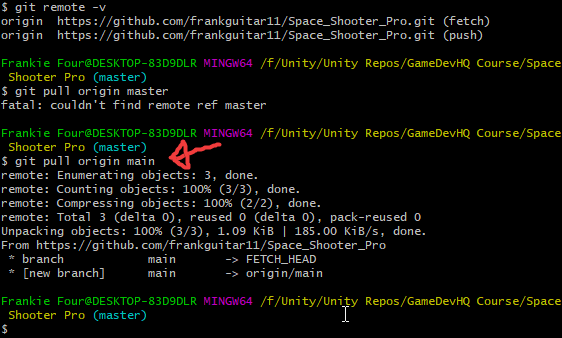 $ git remote -v
origin  https://github.com/frankguitar11/Space_Shooter_Pro.git (fetch)
origin  https://github.com/frankguitar11/Space_Shooter_Pro.git (push)
Frankie Four@DESKTOP-83D9DLR MINGW64 /f/Unity/Unity Repos/GameDevHQ Course/Space
Shooter Pro (master)
$ git pull origin master
fatal: couldn't find remote ref master
Frankie Four@DESKTOP-83D9DLR MINGW64 /f/Unity/Unity Repos/GameDevHQ Course/Space
Shooter Pro (master)
$ git pull origin main
remote: Enumerating objects: 3, done.
remote: Counting objects: 100% (3/3), done.
remote: Compressing objects: 100% (2/2), done.
remote: Total 3 (delta 0), reused 0 (delta 0), pack-reused 0
Unpacking objects: 100% (3/3), 1.09 KiB | 185.00 KiB/s, done.
From https://github.com/frankguitar11/Space_Shooter_Pro
 * branch            main       -> FETCH_HEAD
 * [new branch]      main       -> origin/main
Frankie Four@DESKTOP-83D9DLR MINGW64 /f/Unity/Unity Repos/GameDevHQ Course/Space
Shooter Pro (master)
$